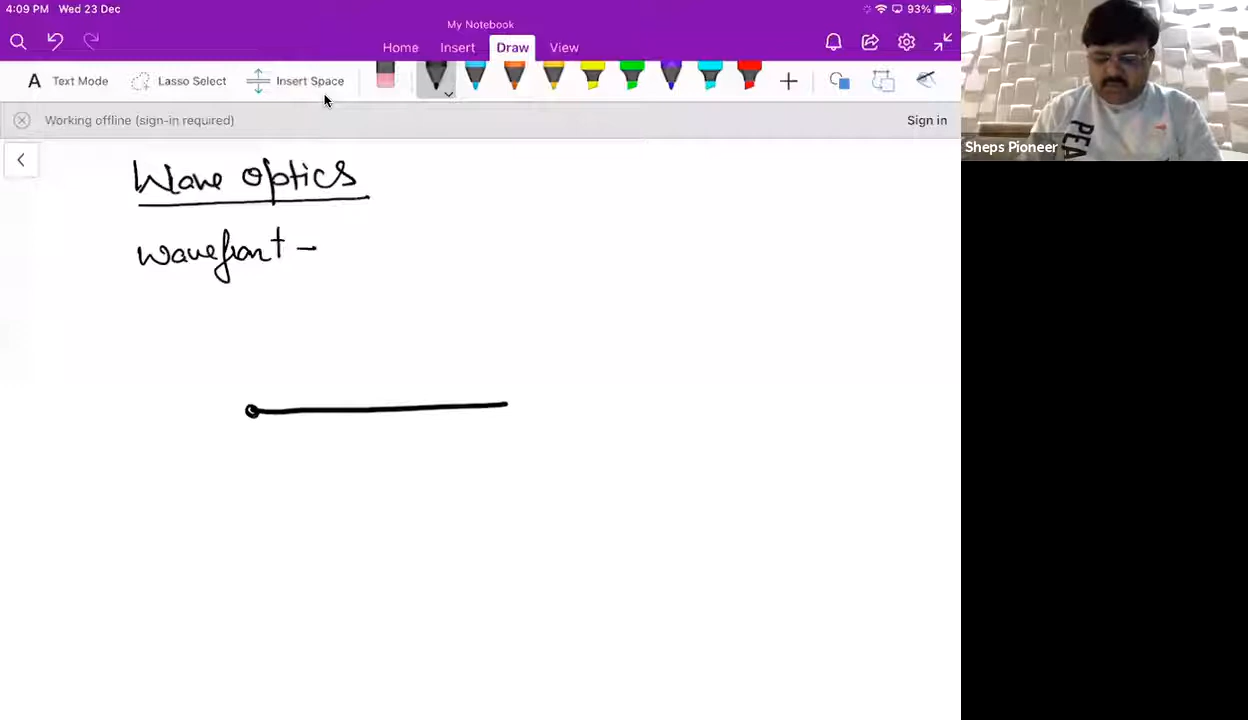 4:09 PM Wed 23 Dec
93%
My Notebook
Home Insert Draw View
A Text Mode Lasso Select Insert Space
Working offline (sign-in required) Sign in
Sheps Pioneer
PEA
Wave optics
wavefront -